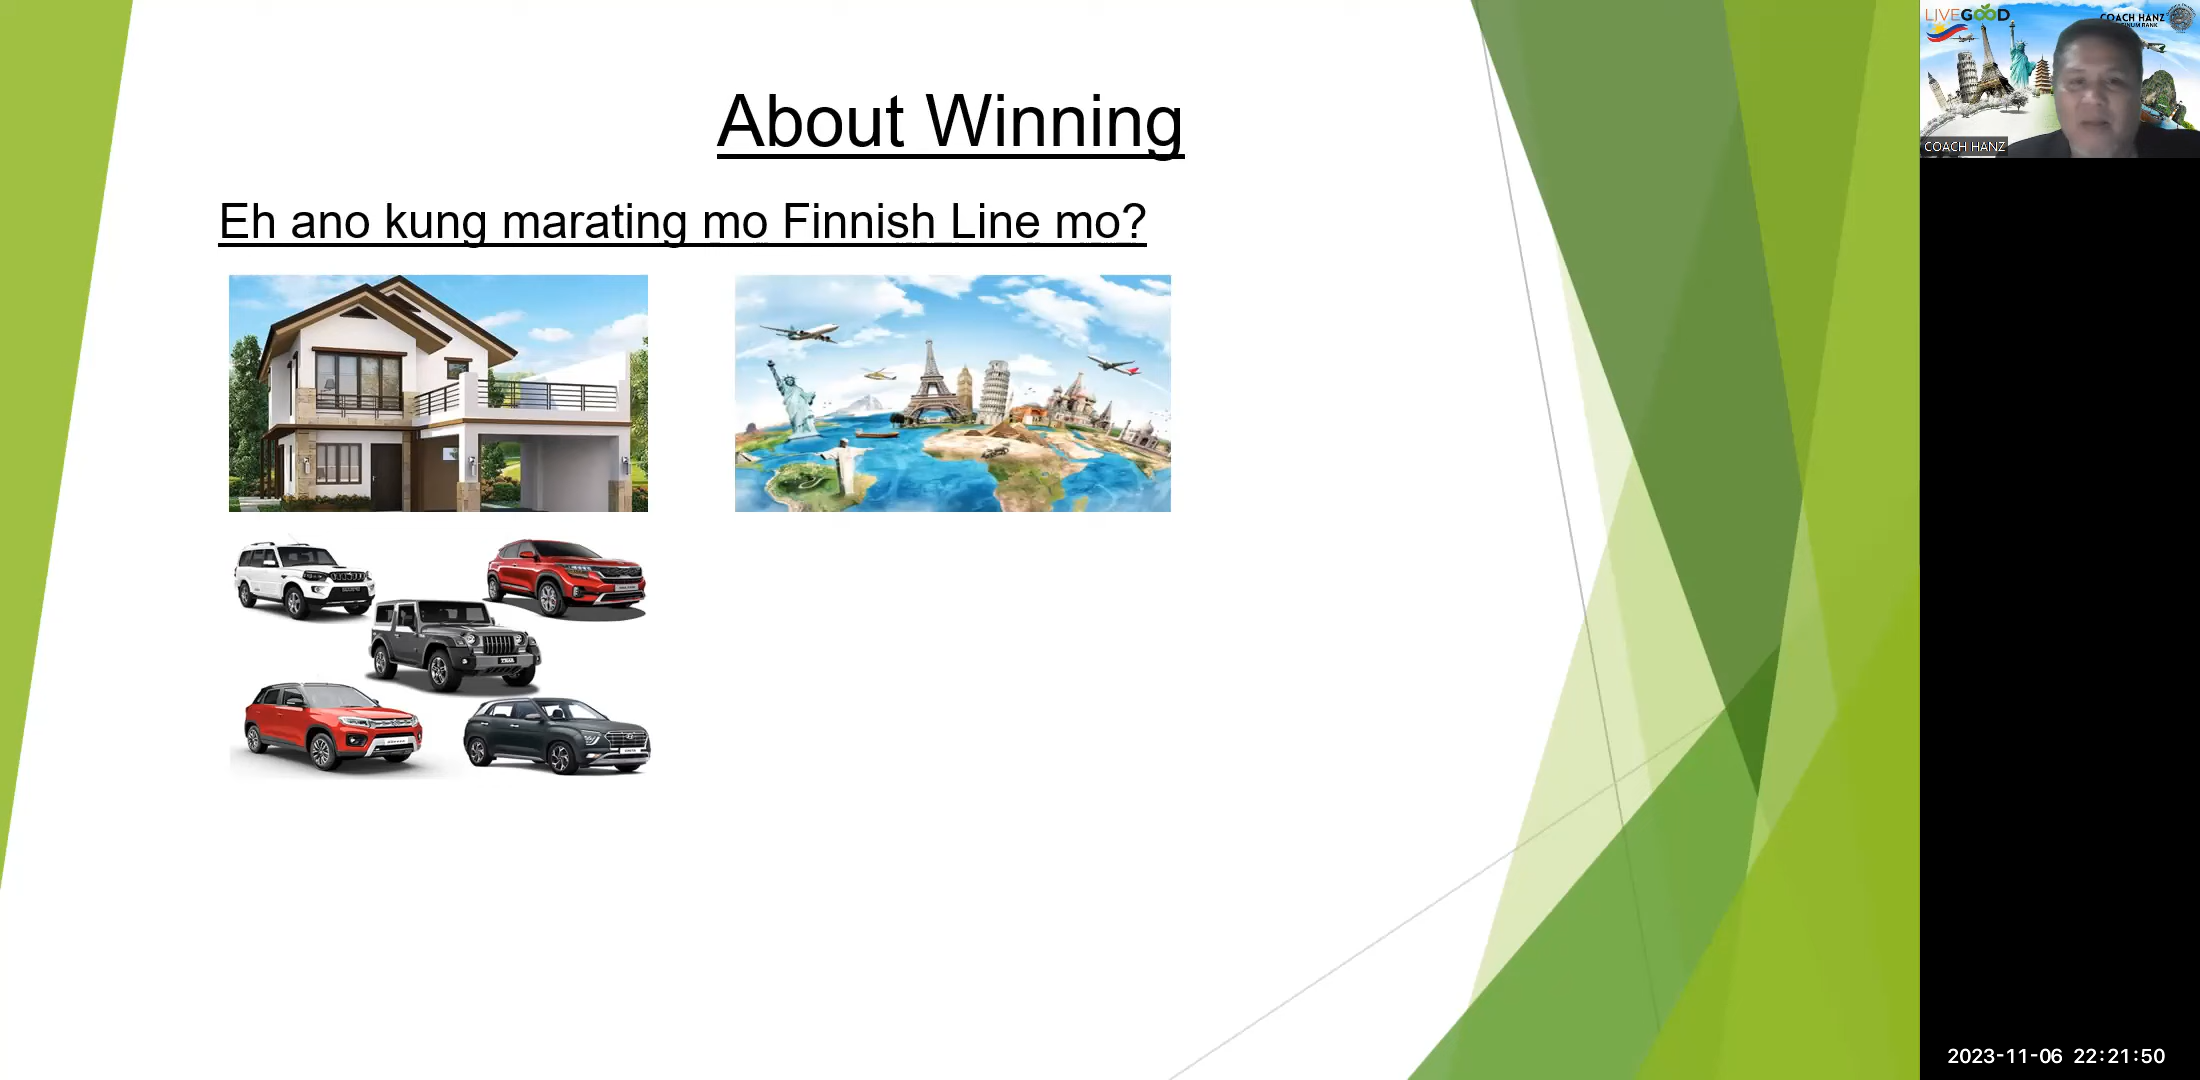 About Winning
Eh ano kung marating mo Finnish Line mo?
LIVEGOOD
COACH HANZ
COACH HANZ
2023-11-06 22:21:50